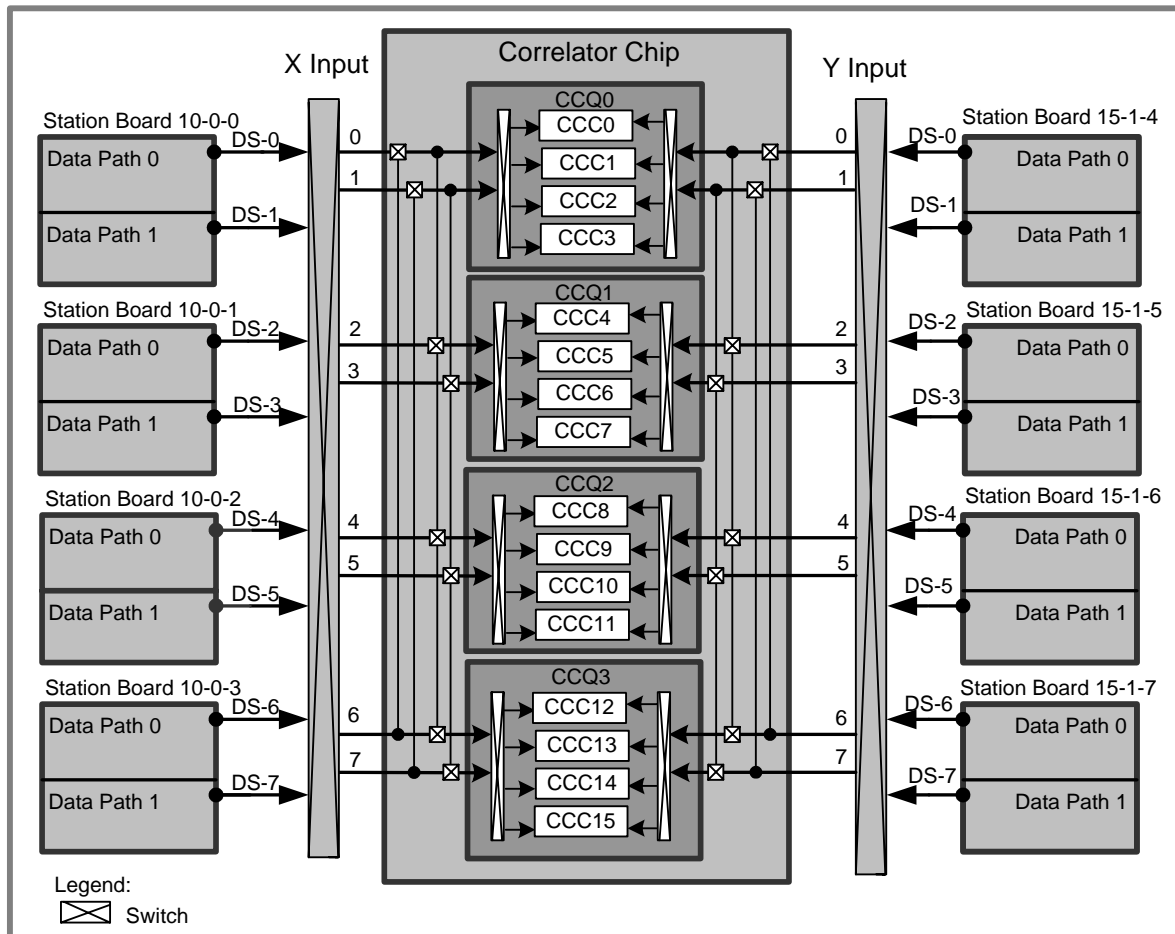 Correlator Chip
X Input
Y Input
Station Board 10-0-0
DS-0
Data Path 0
DS-1
Data Path 1
Station Board 10-0-1
DS-2
Data Path 0
DS-3
Data Path 1
Station Board 10-0-2
DS-4
Data Path 0
DS-5
Data Path 1
Station Board 10-0-3
DS-6
Data Path 0
DS-7
Data Path 1
0
1
2
3
4
5
6
7
CCQ0
CCC0
CCC1
CCC2
CCC3
CCQ1
CCC4
CCC5
CCC6
CCC7
CCQ2
CCC8
CCC9
CCC10
CCC11
CCQ3
CCC12
CCC13
CCC14
CCC15
0
1
2
3
4
5
6
7
Station Board 15-1-4
DS-0
Data Path 0
DS-1
Data Path 1
Station Board 15-1-5
DS-2
Data Path 0
DS-3
Data Path 1
Station Board 15-1-6
DS-4
Data Path 0
DS-5
Data Path 1
Station Board 15-1-7
DS-6
Data Path 0
DS-7
Data Path 1
Legend:
Switch